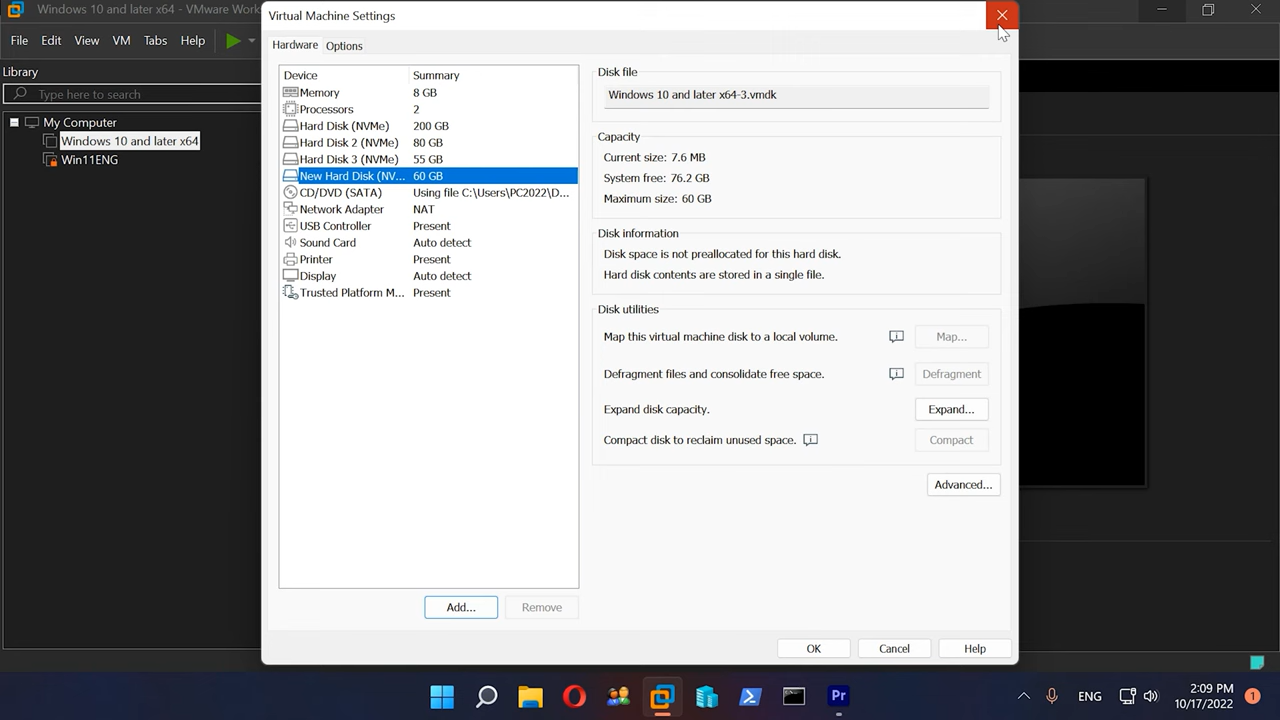 Windows 10 and later x64 - VMware Work
File Edit View VM Tabs Help
Library
Type here to search
My Computer
Windows 10 and later x64
Win11ENG
Virtual Machine Settings
Hardware Options
Device Summary
Memory 8 GB
Processors 2
Hard Disk (NVMe) 200 GB
Hard Disk 2 (NVMe) 80 GB
Hard Disk 3 (NVMe) 55 GB
New Hard Disk (NV... 60 GB
CD/DVD (SATA) Using file C:\Users\PC2022\D...
Network Adapter NAT
USB Controller Present
Sound Card Auto detect
Printer Present
Display Auto detect
Trusted Platform M... Present
Add... Remove
Disk file
Windows 10 and later x64-3.vmdk
Capacity
Current size: 7.6 MB
System free: 76.2 GB
Maximum size: 60 GB
Disk information
Disk space is not preallocated for this hard disk.
Hard disk contents are stored in a single file.
Disk utilities
Map this virtual machine disk to a local volume. Map...
Defragment files and consolidate free space. Defragment
Expand disk capacity. Expand...
Compact disk to reclaim unused space. Compact
Advanced...
OK Cancel Help
Pr
ENG
2:09 PM
10/17/2022
1